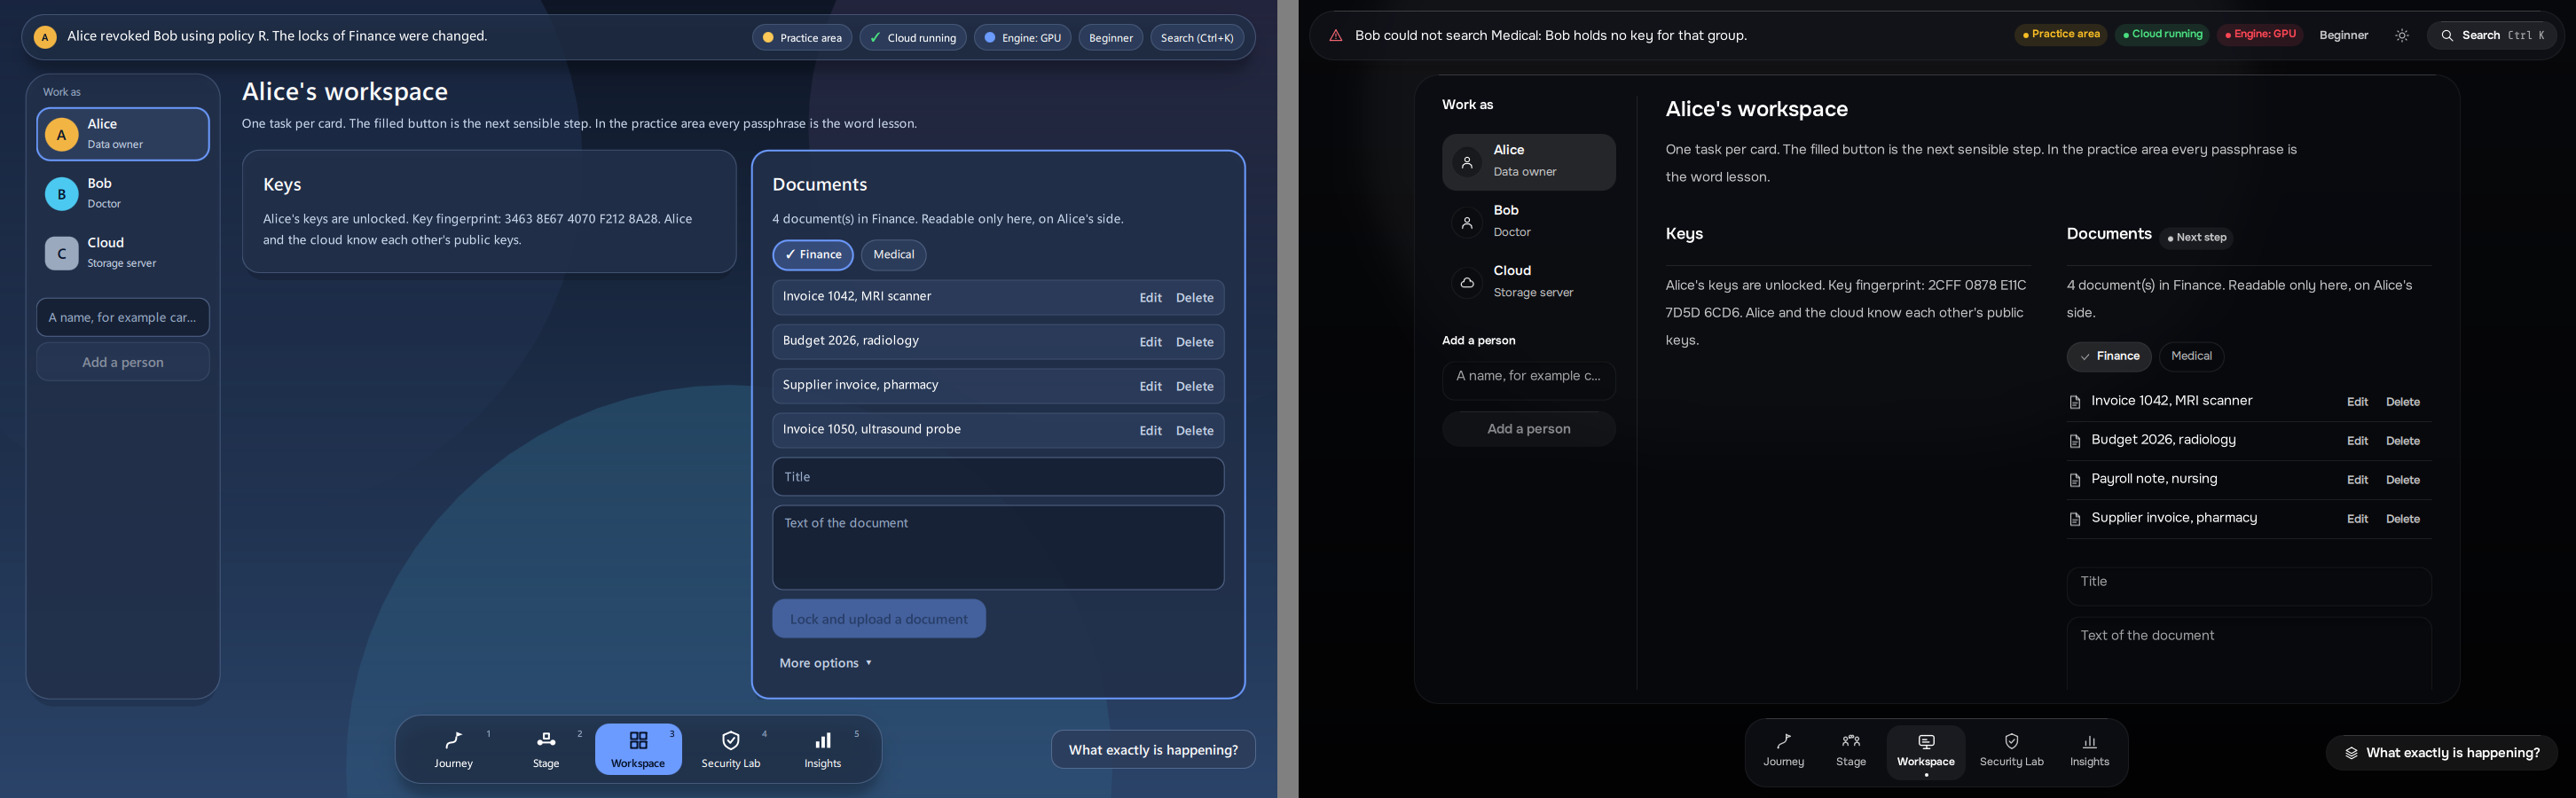 A
Alice revoked Bob using policy R. The locks of Finance were changed.
Practice area
✓ Cloud running
Engine: GPU
Beginner
Search (Ctrl+K)
Work as
A
Alice
Data owner
B
Bob
Doctor
C
Cloud
Storage server
A name, for example car...
Add a person
Alice's workspace
One task per card. The filled button is the next sensible step. In the practice area every passphrase is the word lesson.
Keys
Alice's keys are unlocked. Key fingerprint: 3463 8E67 4070 F212 8A28. Alice
and the cloud know each other's public keys.
Documents
4 document(s) in Finance. Readable only here, on Alice's side.
✓ Finance
Medical
Invoice 1042, MRI scanner Edit Delete
Budget 2026, radiology Edit Delete
Supplier invoice, pharmacy Edit Delete
Invoice 1050, ultrasound probe Edit Delete
Title
Text of the document
Lock and upload a document
More options ▾
Journey 1
Stage 2
Workspace 3
Security Lab 4
Insights 5
What exactly is happening?
Bob could not search Medical: Bob holds no key for that group.
Practice area
Cloud running
Engine: GPU
Beginner
Search Ctrl K
Work as
Alice
Data owner
Bob
Doctor
Cloud
Storage server
Add a person
A name, for example c...
Add a person
Alice's workspace
One task per card. The filled button is the next sensible step. In the practice area every passphrase is
the word lesson.
Keys
Alice's keys are unlocked. Key fingerprint: 2CFF 0878 E11C
7D5D 6CD6. Alice and the cloud know each other's public
keys.
Documents
Next step
4 document(s) in Finance. Readable only here, on Alice's
side.
✓ Finance
Medical
Invoice 1042, MRI scanner Edit Delete
Budget 2026, radiology Edit Delete
Payroll note, nursing Edit Delete
Supplier invoice, pharmacy Edit Delete
Title
Text of the document
Journey
Stage
Workspace
Security Lab
Insights
What exactly is happening?